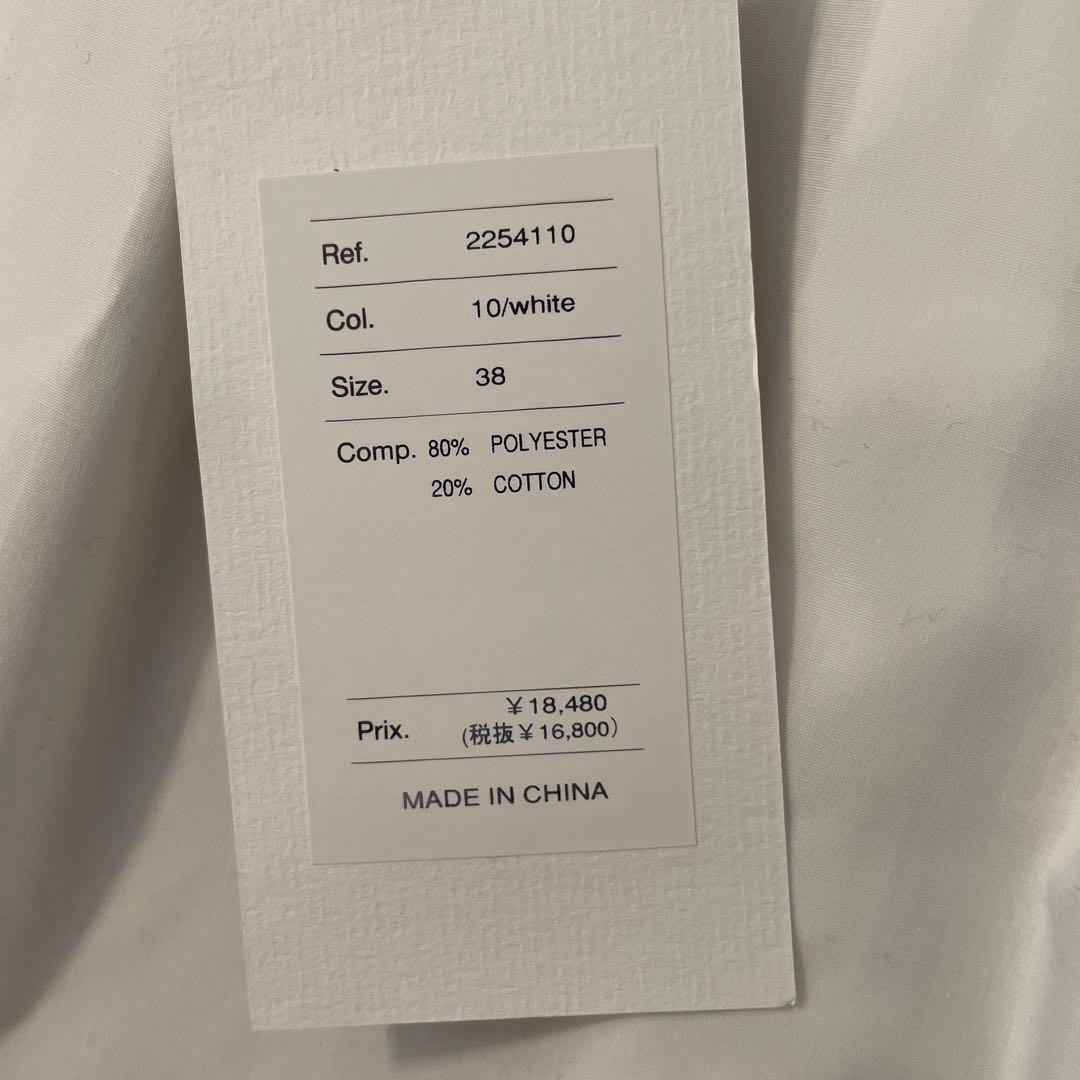 Ref. 2254110
Col. 10/white
Size. 38
Comp. 80% POLYESTER
20% COTTON
Prix. ¥18,480
(税抜¥16,800)
MADE IN CHINA